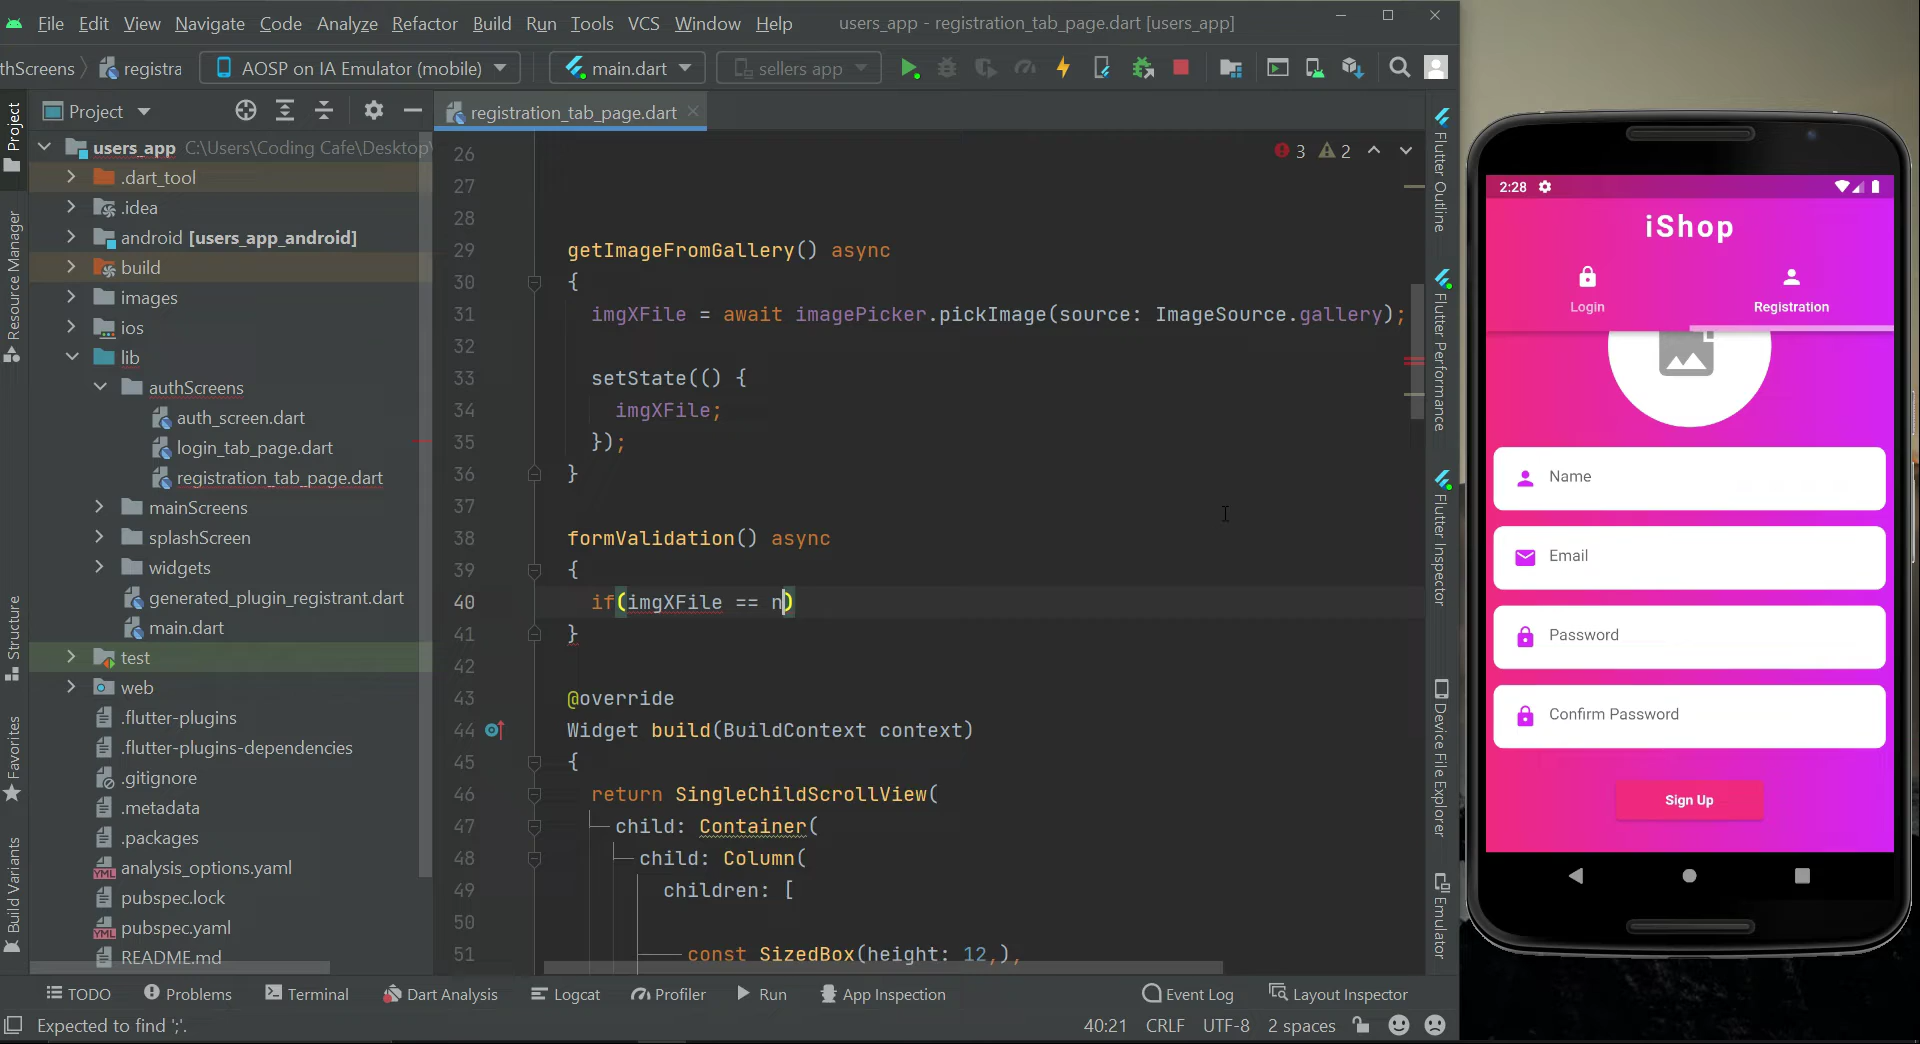 File Edit View Navigate Code Analyze Refactor Build Run Tools VCS Window Help users_app - registration_tab_page.dart [users_app]
thScreens registra AOSP on IA Emulator (mobile) main.dart sellers app
Project registration_tab_page.dart
users_app C:\Users\Coding Cafe\Desktop\
.dart_tool
.idea
android [users_app_android]
build
images
ios
lib
authScreens
auth_screen.dart
login_tab_page.dart
registration_tab_page.dart
mainScreens
splashScreen
widgets
generated_plugin_registrant.dart
main.dart
test
web
.flutter-plugins
.flutter-plugins-dependencies
.gitignore
.metadata
.packages
analysis_options.yaml
pubspec.lock
pubspec.yaml
README.md
Project
Resource Manager
Structure
Favorites
Build Variants
3 2
26
27
28
29 getImageFromGallery() async
30 {
31 imgXFile = await imagePicker.pickImage(source: ImageSource.gallery);
32
33 setState(() {
34 imgXFile;
35 });
36 }
37
38 formValidation() async
39 {
40 if(imgXFile == n)
41 }
42
43 @override
44 Widget build(BuildContext context)
45 {
46 return SingleChildScrollView(
47 child: Container(
48 child: Column(
49 children: [
50
51 const SizedBox(height: 12,),
Flutter Outline
Flutter Performance
Flutter Inspector
Device File Explorer
Emulator
TODO Problems Terminal Dart Analysis Logcat Profiler Run App Inspection Event Log Layout Inspector
Expected to find ';'. 40:21 CRLF UTF-8 2 spaces
2:28
iShop
Login Registration
Name
Email
Password
Confirm Password
Sign Up